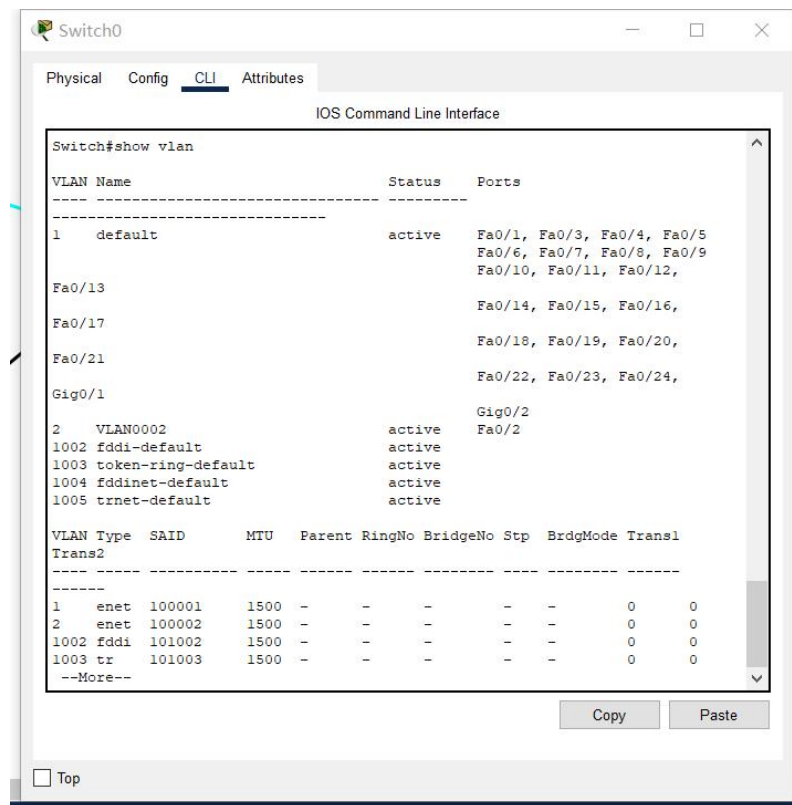 Switch0
Physical Config CLI Attributes
IOS Command Line Interface
Switch#show vlan
VLAN Name                             Status    Ports
---- -------------------------------- --------- -------------------------------
1    default                          active    Fa0/1, Fa0/3, Fa0/4, Fa0/5
                                                Fa0/6, Fa0/7, Fa0/8, Fa0/9
                                                Fa0/10, Fa0/11, Fa0/12,
Fa0/13
                                                Fa0/14, Fa0/15, Fa0/16,
Fa0/17
                                                Fa0/18, Fa0/19, Fa0/20,
Fa0/21
                                                Fa0/22, Fa0/23, Fa0/24,
Gig0/1
                                                Gig0/2
2    VLAN0002                         active    Fa0/2
1002 fddi-default                     active
1003 token-ring-default               active
1004 fddinet-default                  active
1005 trnet-default                    active
VLAN Type  SAID       MTU   Parent RingNo BridgeNo Stp  BrdgMode Trans1
Trans2
---- ----- ---------- ----- ------ ------ -------- ---- -------- ------
------
1    enet  100001     1500  -      -      -        -    -        0      0
2    enet  100002     1500  -      -      -        -    -        0      0
1002 fddi  101002     1500  -      -      -        -    -        0      0
1003 tr    101003     1500  -      -      -        -    -        0      0
 --More--
Copy Paste
Top